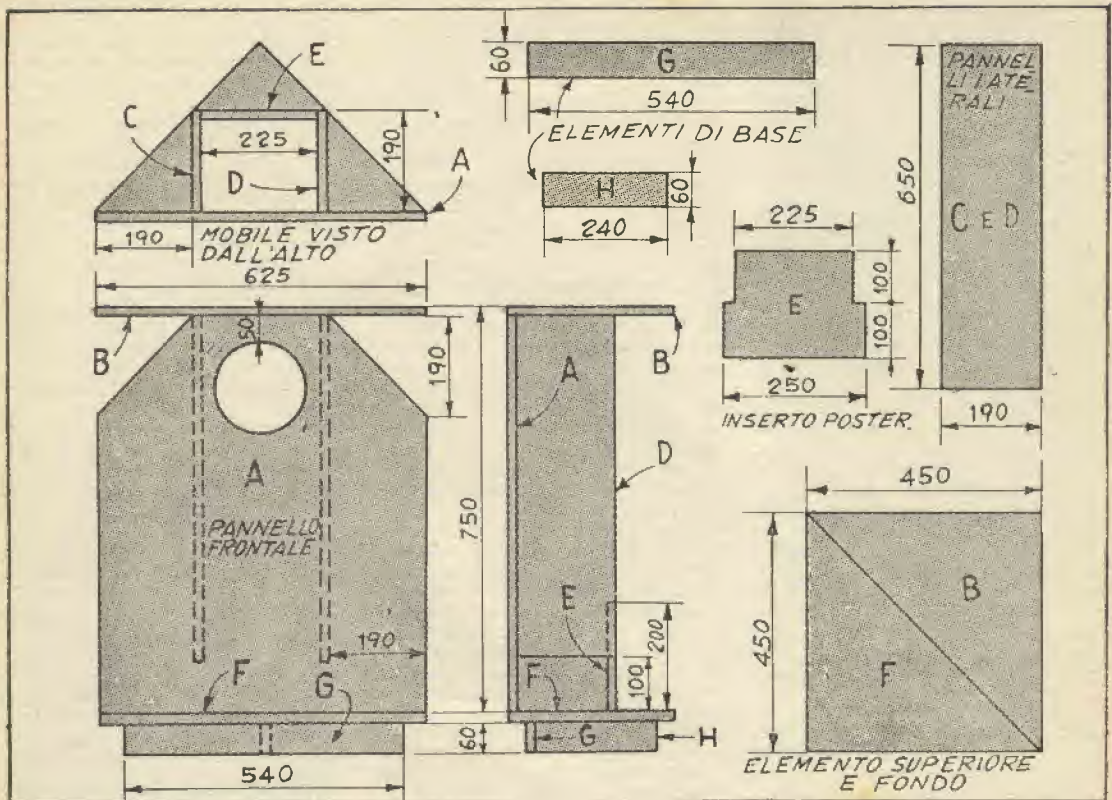 E
C
225
190
D
A
190
MOBILE VISTO
DALL'ALTO
625
60
G
540
ELEMENTI DI BASE
H
60
240
PANNEL
LI LATE_
RALI
650
C E D
190
225
E
100
100
250
INSERTO POSTER.
B
50
190
A
PANNELLO
FRONTALE
190
F
G
540
750
60
B
A
D
E
200
100
F
G
H
450
450
B
F
ELEMENTO SUPERIORE
E FONDO